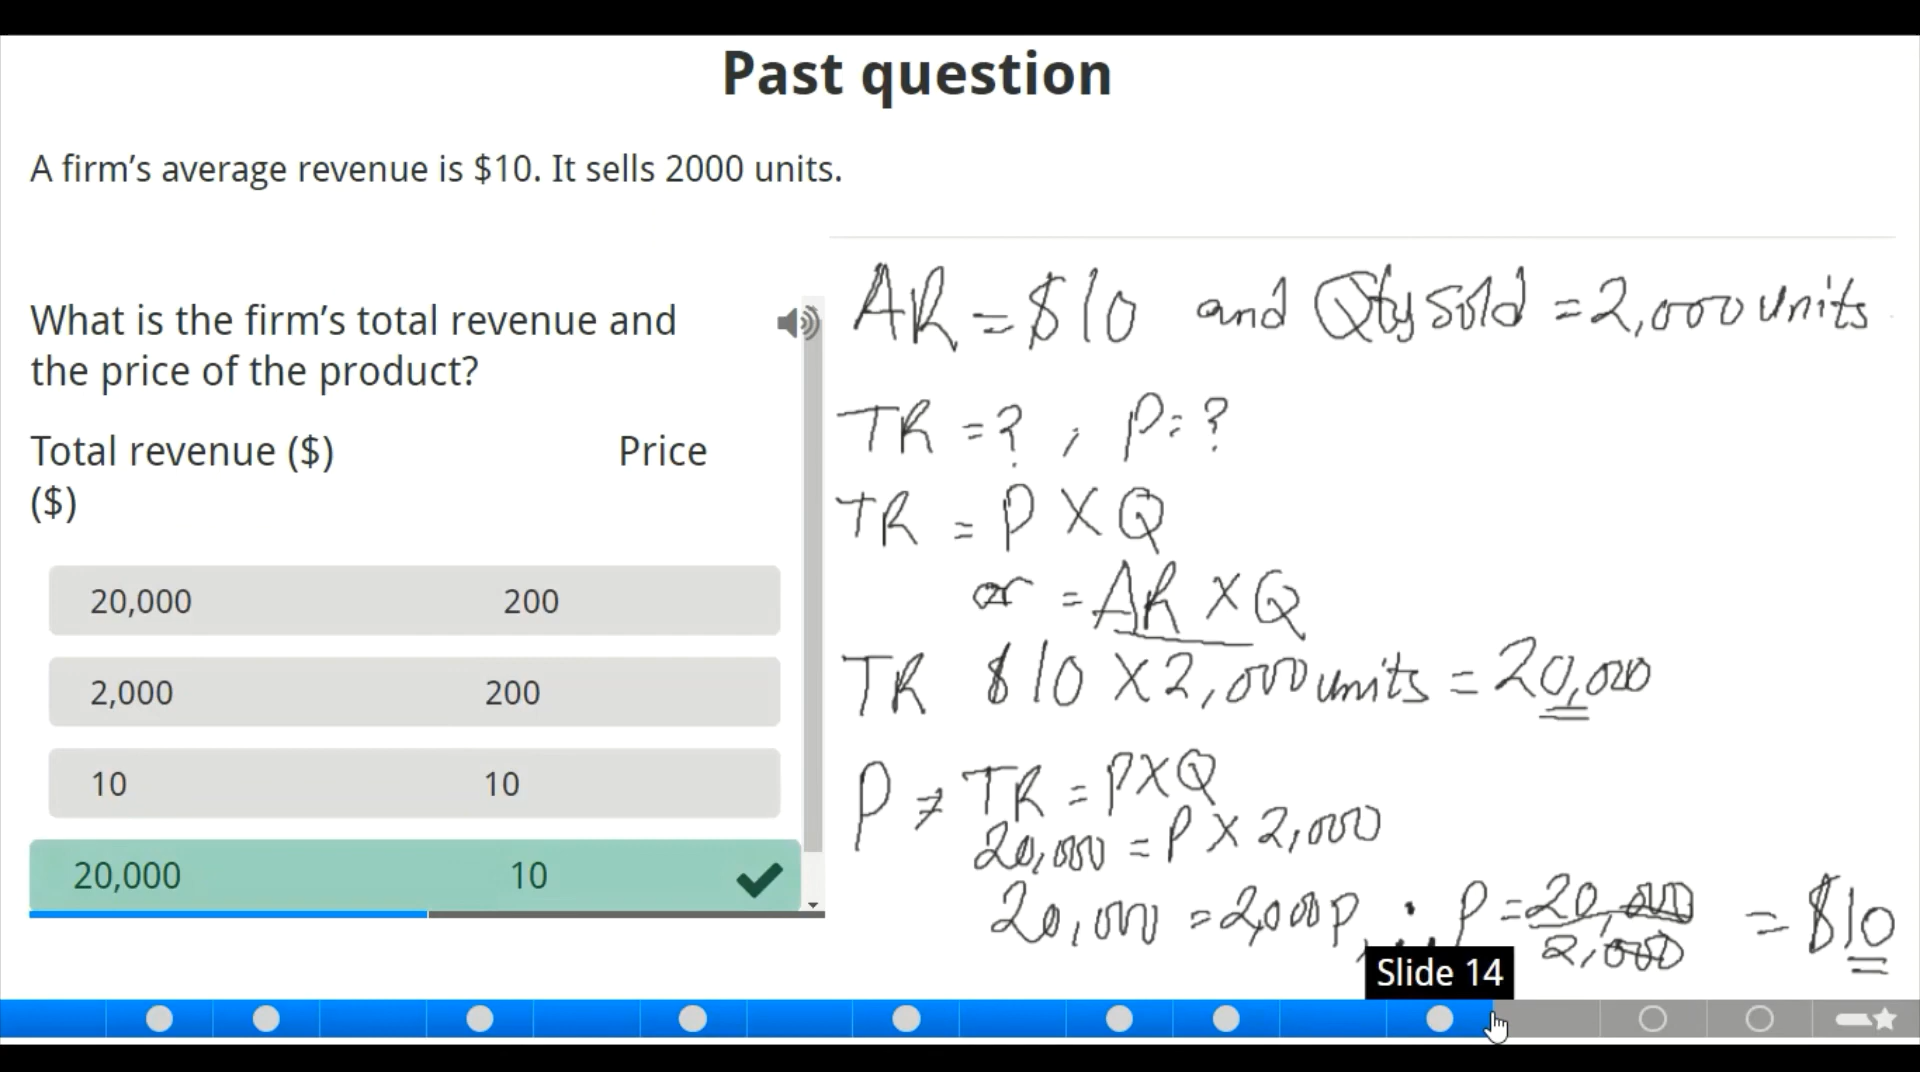 Past question
A firm’s average revenue is $10. It sells 2000 units.
What is the firm’s total revenue and
the price of the product?
Total revenue ($) Price
($)
20,000 200
2,000 200
10 10
20,000 10
AR = $10 and Qty sold = 2,000 units
TR = ? , P = ?
TR = P X Q
or = AR X Q
TR $10 X 2,000 units = 20,000
P ≠ TR = P X Q
20,000 = P X 2,000
20,000 = 2,000P, ∴ P = 20,000/2,000 = $10
Slide 14